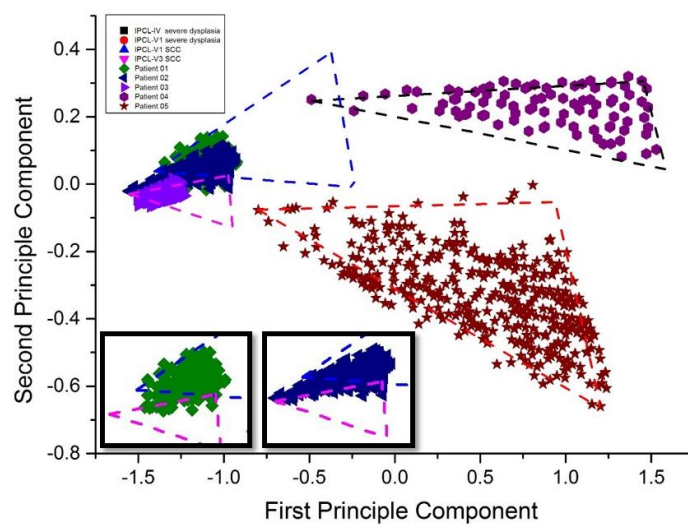 IPCL-IV severe dysplasia
IPCL-V1 severe dysplasia
IPCL-V1 SCC
IPCL-V3 SCC
Patient 01
Patient 02
Patient 03
Patient 04
Patient 05
0.4
0.2
0.0
-0.2
-0.4
-0.6
-0.8
Second Principle Component
-1.5 -1.0 -0.5 0.0 0.5 1.0 1.5
First Principle Component